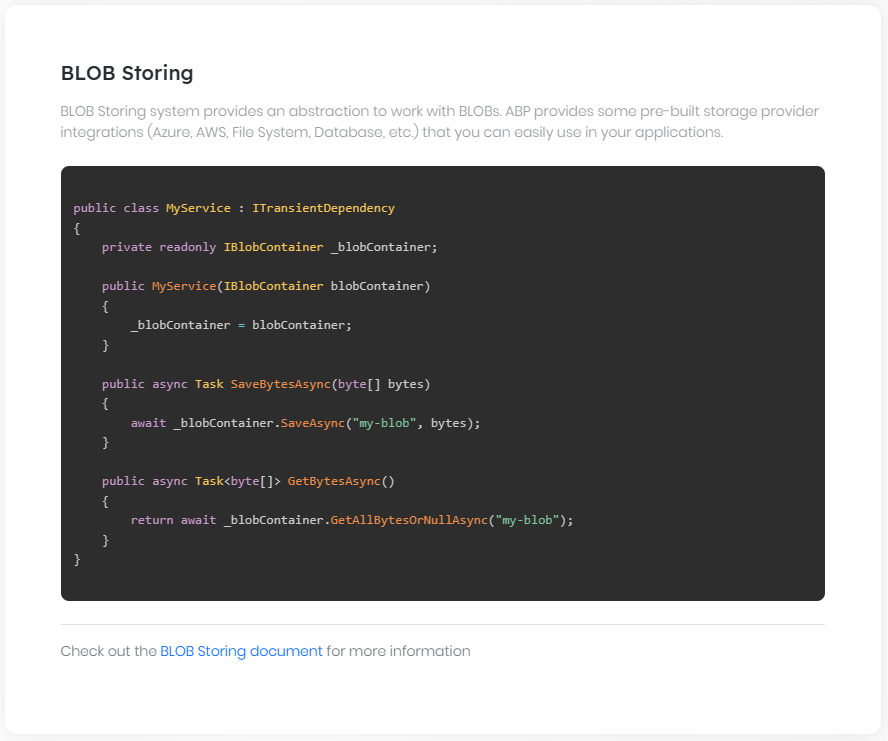 BLOB Storing
BLOB Storing system provides an abstraction to work with BLOBs. ABP provides some pre-built storage provider
integrations (Azure, AWS, File System, Database, etc.) that you can easily use in your applications.
public class MyService : ITransientDependency
{
    private readonly IBlobContainer _blobContainer;
    public MyService(IBlobContainer blobContainer)
    {
        _blobContainer = blobContainer;
    }
    public async Task SaveBytesAsync(byte[] bytes)
    {
        await _blobContainer.SaveAsync("my-blob", bytes);
    }
    public async Task<byte[]> GetBytesAsync()
    {
        return await _blobContainer.GetAllBytesOrNullAsync("my-blob");
    }
}
Check out the BLOB Storing document for more information